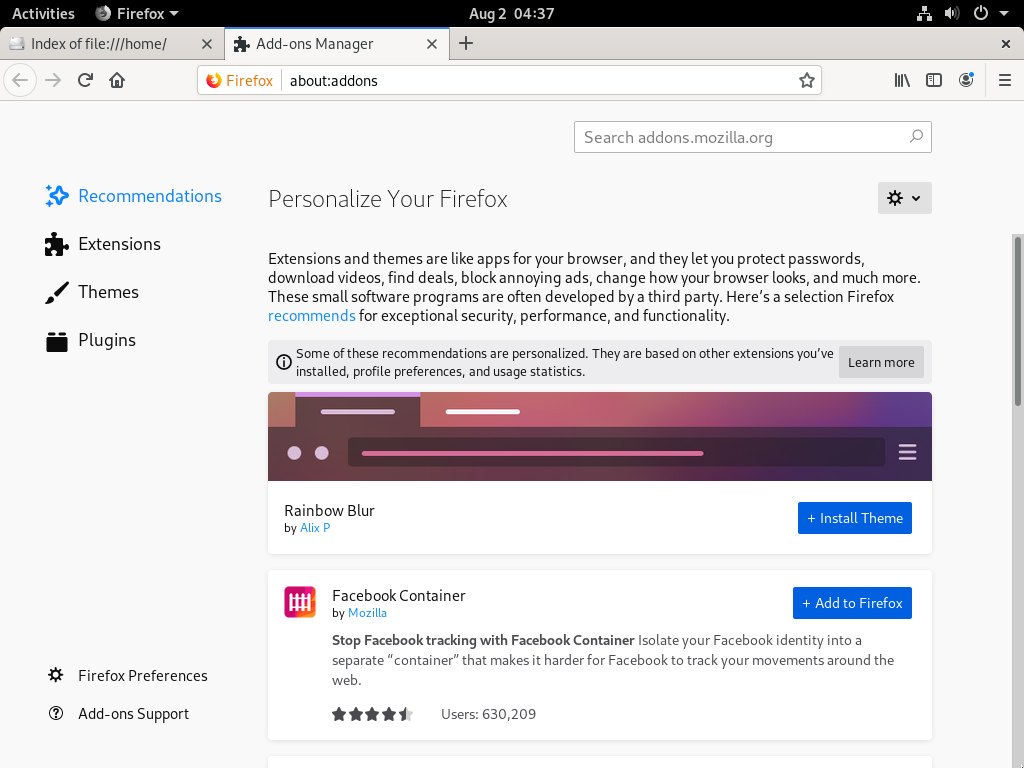 Activities Firefox Aug 2 04:37
Index of file:///home/ Add-ons Manager
Firefox about:addons
Search addons.mozilla.org
Recommendations
Extensions
Themes
Plugins
Firefox Preferences
Add-ons Support
Personalize Your Firefox
Extensions and themes are like apps for your browser, and they let you protect passwords,
download videos, find deals, block annoying ads, change how your browser looks, and much more.
These small software programs are often developed by a third party. Here’s a selection Firefox
recommends for exceptional security, performance, and functionality.
Some of these recommendations are personalized. They are based on other extensions you’ve
installed, profile preferences, and usage statistics.
Learn more
Rainbow Blur
by Alix P
+ Install Theme
Facebook Container
by Mozilla
+ Add to Firefox
Stop Facebook tracking with Facebook Container Isolate your Facebook identity into a
separate “container” that makes it harder for Facebook to track your movements around the
web.
Users: 630,209